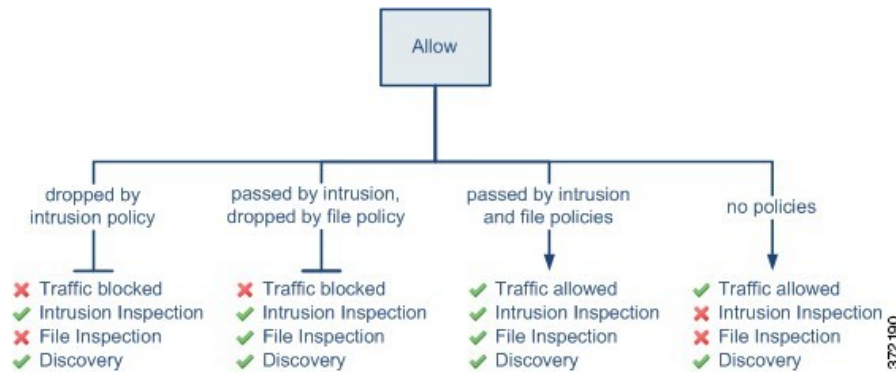 Allow
dropped by
intrusion policy
passed by intrusion,
dropped by file policy
passed by intrusion
and file policies
no policies
Traffic blocked
Intrusion Inspection
File Inspection
Discovery
Traffic blocked
Intrusion Inspection
File Inspection
Discovery
Traffic allowed
Intrusion Inspection
File Inspection
Discovery
Traffic allowed
Intrusion Inspection
File Inspection
Discovery
372190